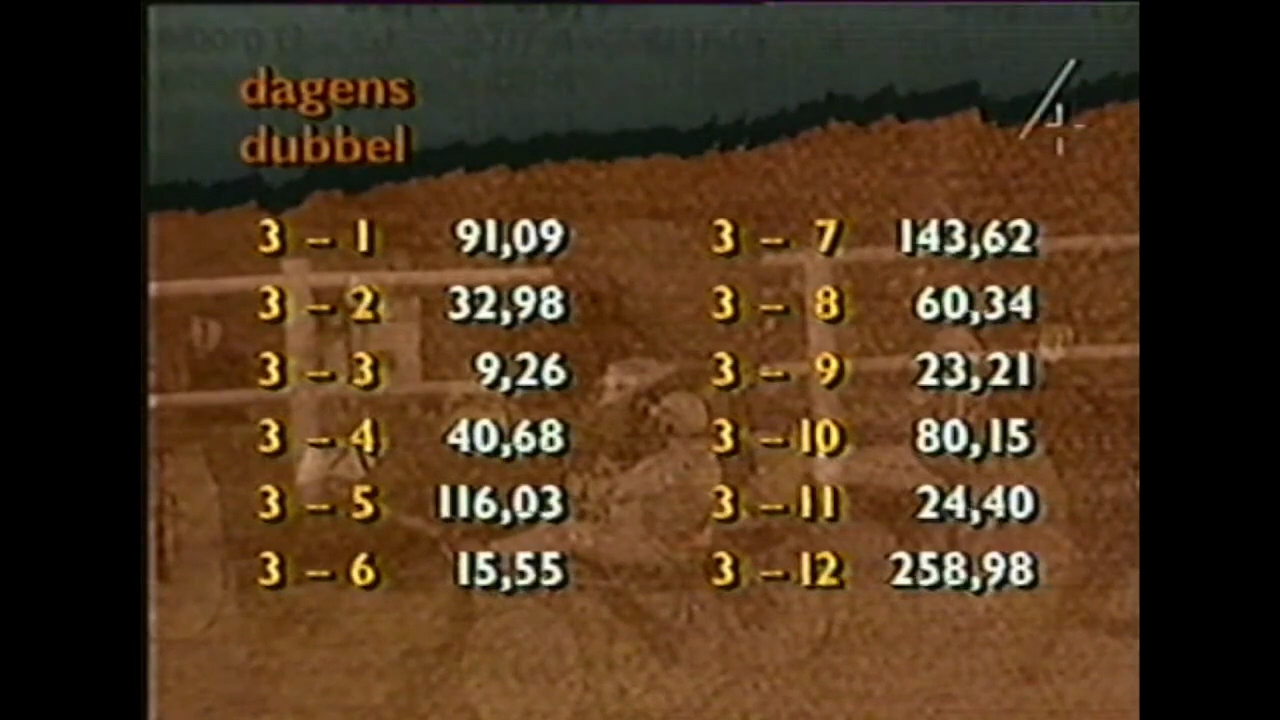 dagens
dubbel
4
3 – 1 91,09 3 – 7 143,62
3 – 2 32,98 3 – 8 60,34
3 – 3 9,26 3 – 9 23,21
3 – 4 40,68 3 – 10 80,15
3 – 5 116,03 3 – 11 24,40
3 – 6 15,55 3 – 12 258,98